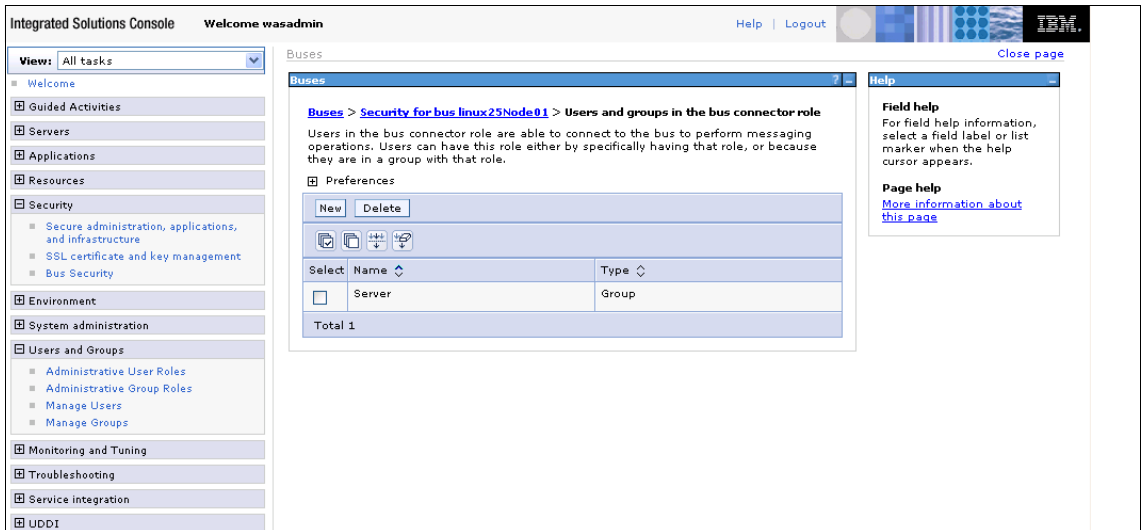 Integrated Solutions Console Welcome wasadmin Help | Logout IBM.
View: All tasks
Welcome
Guided Activities
Servers
Applications
Resources
Security
Secure administration, applications,
and infrastructure
SSL certificate and key management
Bus Security
Environment
System administration
Users and Groups
Administrative User Roles
Administrative Group Roles
Manage Users
Manage Groups
Monitoring and Tuning
Troubleshooting
Service integration
UDDI
Buses Close page
Buses ? -
Buses > Security for bus linux25Node01 > Users and groups in the bus connector role
Users in the bus connector role are able to connect to the bus to perform messaging
operations. Users can have this role either by specifically having that role, or because
they are in a group with that role.
Preferences
New Delete
Select Name Type
Server Group
Total 1
Help -
Field help
For field help information,
select a field label or list
marker when the help
cursor appears.
Page help
More information about
this page